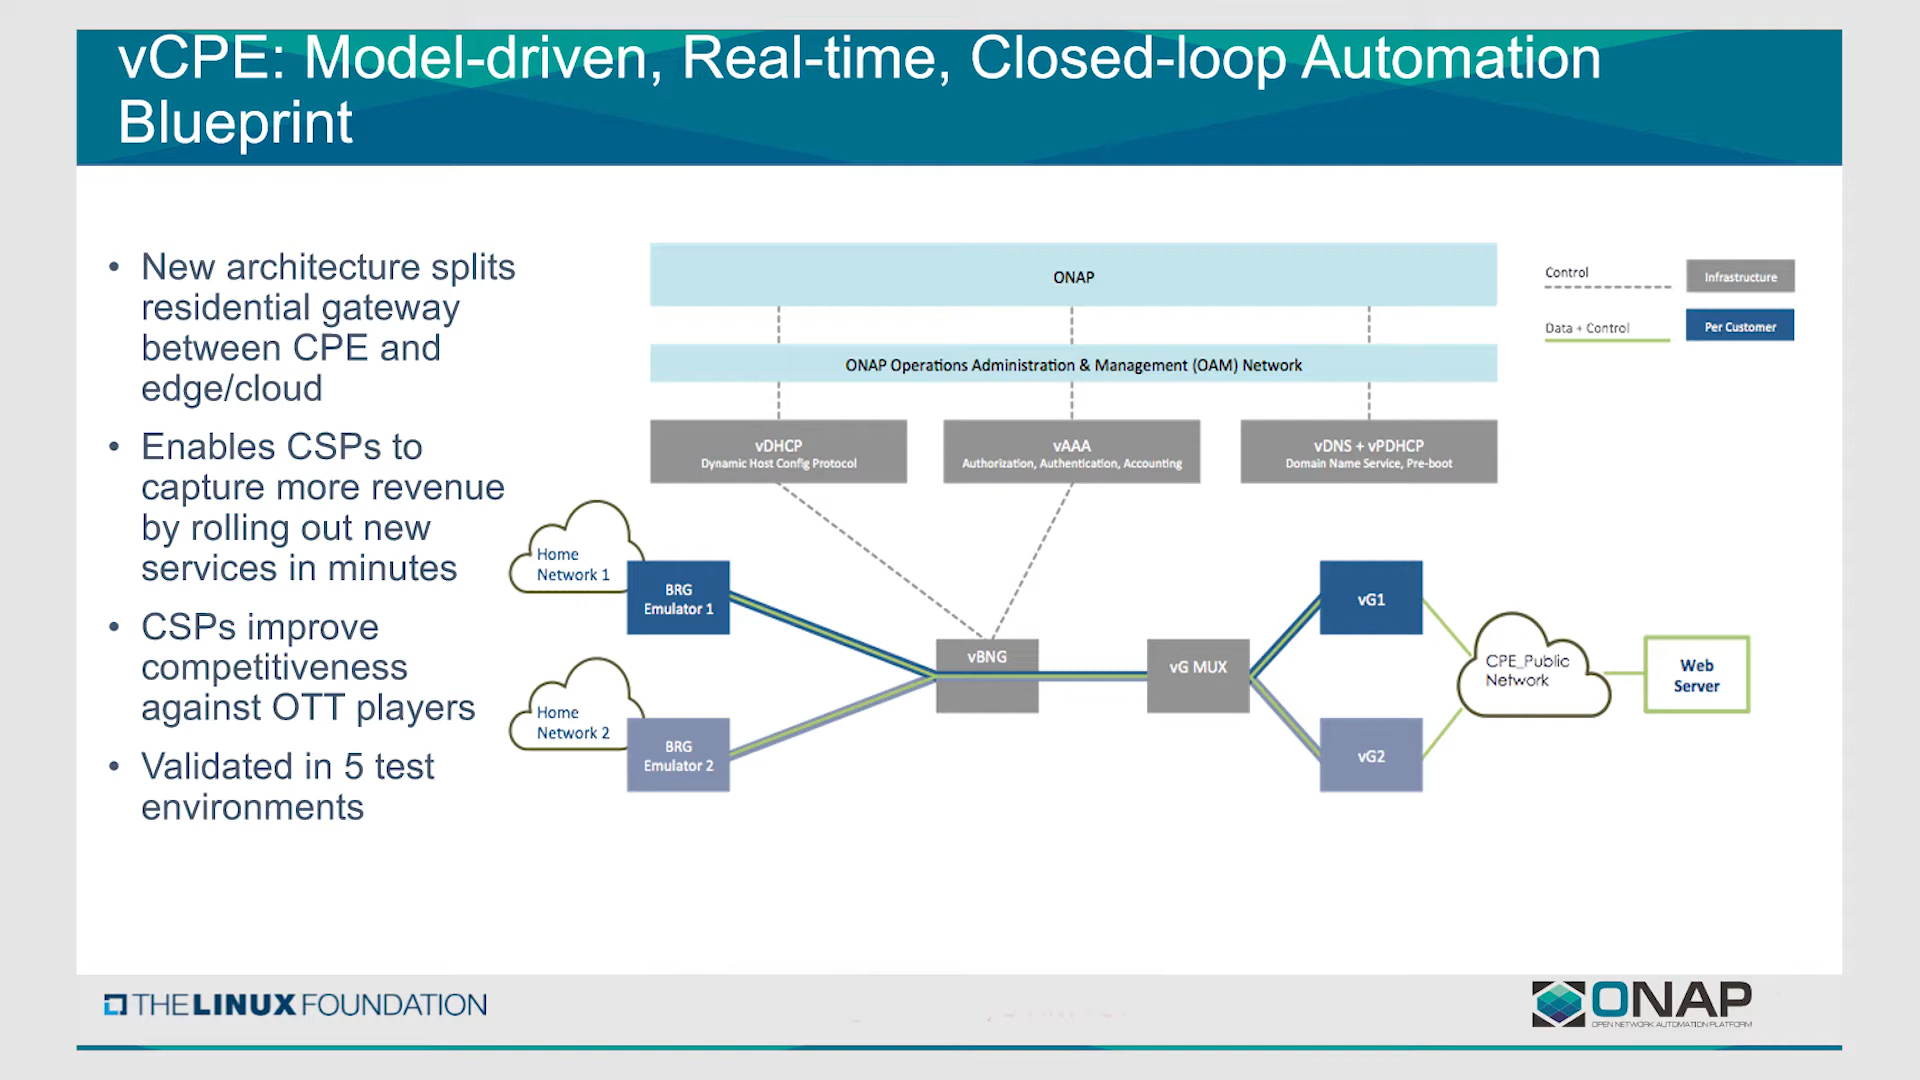 vCPE: Model-driven, Real-time, Closed-loop Automation
Blueprint
• New architecture splits
residential gateway
between CPE and
edge/cloud
• Enables CSPs to
capture more revenue
by rolling out new
services in minutes
• CSPs improve
competitiveness
against OTT players
• Validated in 5 test
environments
ONAP
ONAP Operations Administration & Management (OAM) Network
vDHCP
Dynamic Host Config Protocol
vAAA
Authorization, Authentication, Accounting
vDNS + vPDHCP
Domain Name Service, Pre-boot
Control
Infrastructure
Data + Control
Per Customer
Home
Network 1
BRG
Emulator 1
Home
Network 2
BRG
Emulator 2
vBNG
vG MUX
vG1
vG2
CPE_Public
Network
Web
Server
THE LINUX FOUNDATION
ONAP
OPEN NETWORK AUTOMATION PLATFORM